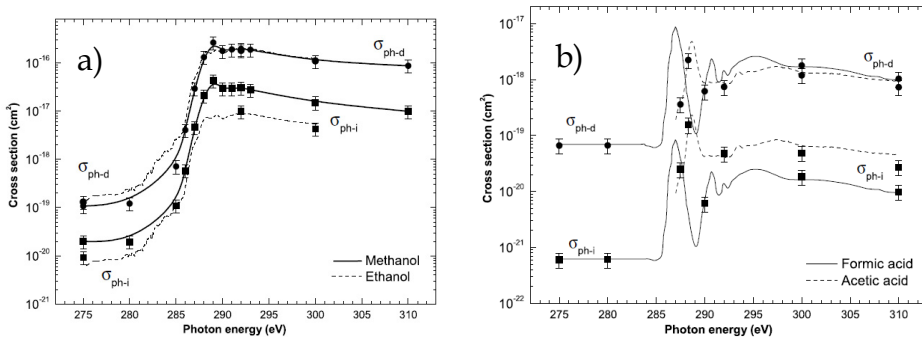 a)
σph-d
σph-i
σph-d
σph-i
Methanol
Ethanol
10-16
10-17
10-18
10-19
10-20
10-21
275 280 285 290 295 300 305 310
Photon energy (eV)
Cross section (cm2)
b)
σph-d
σph-d
σph-i
σph-i
Formic acid
Acetic acid
10-17
10-18
10-19
10-20
10-21
10-22
275 280 285 290 295 300 305 310
Photon energy (eV)
Cross section (cm2)